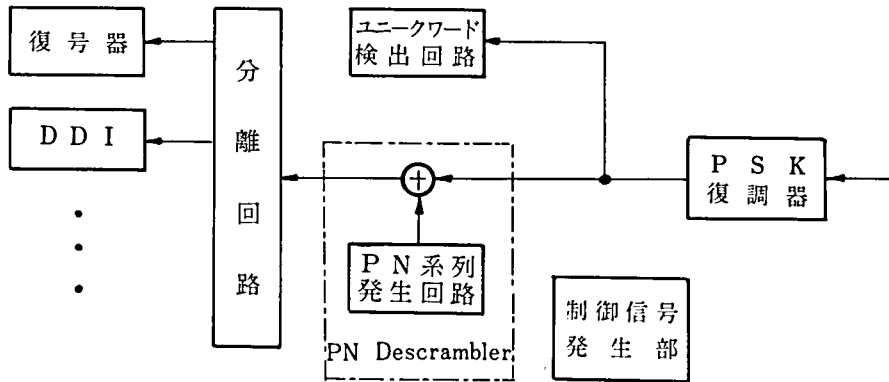 復号器
DDI
分離回路
ユニークワード
検出回路
PN系列
発生回路
PN Descrambler
PSK
復調器
制御信号
発生部